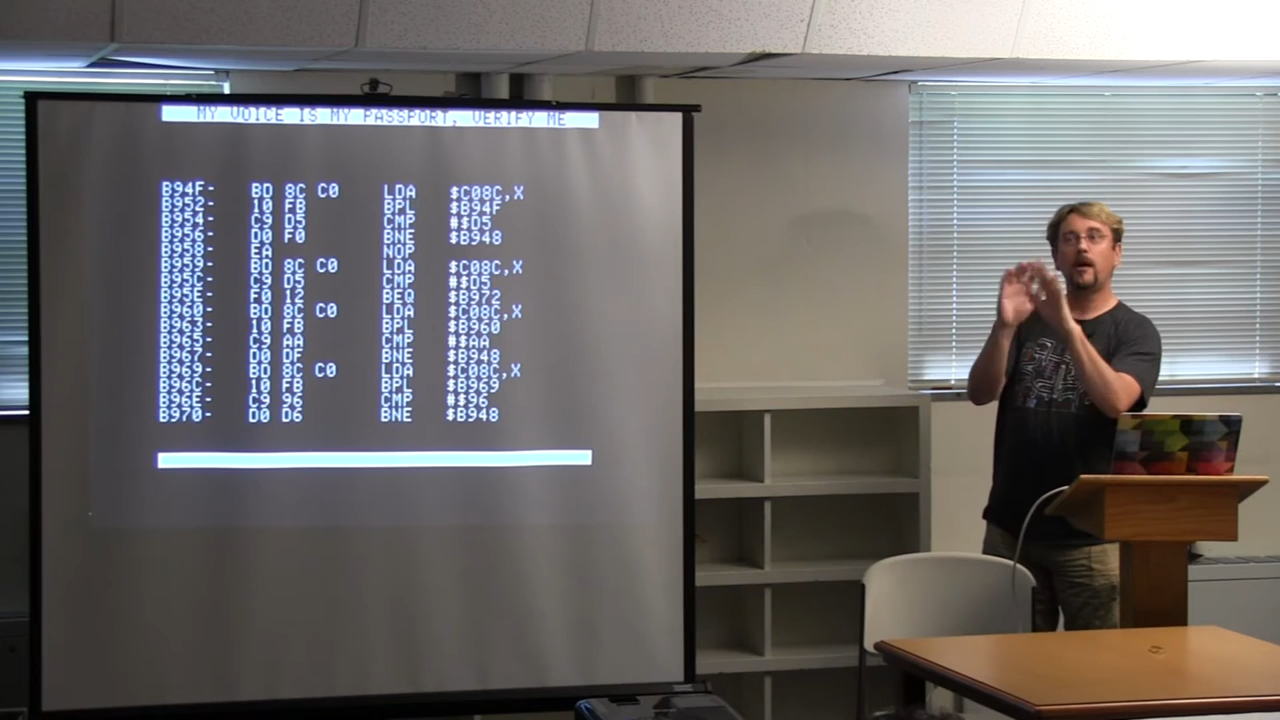 MY VOICE IS MY PASSPORT, VERIFY ME
B94F- BD 8C C0 LDA $C08C,X
B952- 10 FB BPL $B94F
B954- C9 D5 CMP #$D5
B956- D0 F0 BNE $B948
B958- EA NOP
B959- BD 8C C0 LDA $C08C,X
B95C- C9 D5 CMP #$D5
B95E- F0 12 BEQ $B972
B960- BD 8C C0 LDA $C08C,X
B963- 10 FB BPL $B960
B965- C9 AA CMP #$AA
B967- D0 DF BNE $B948
B969- BD 8C C0 LDA $C08C,X
B96C- 10 FB BPL $B969
B96E- C9 96 CMP #$96
B970- D0 D6 BNE $B948